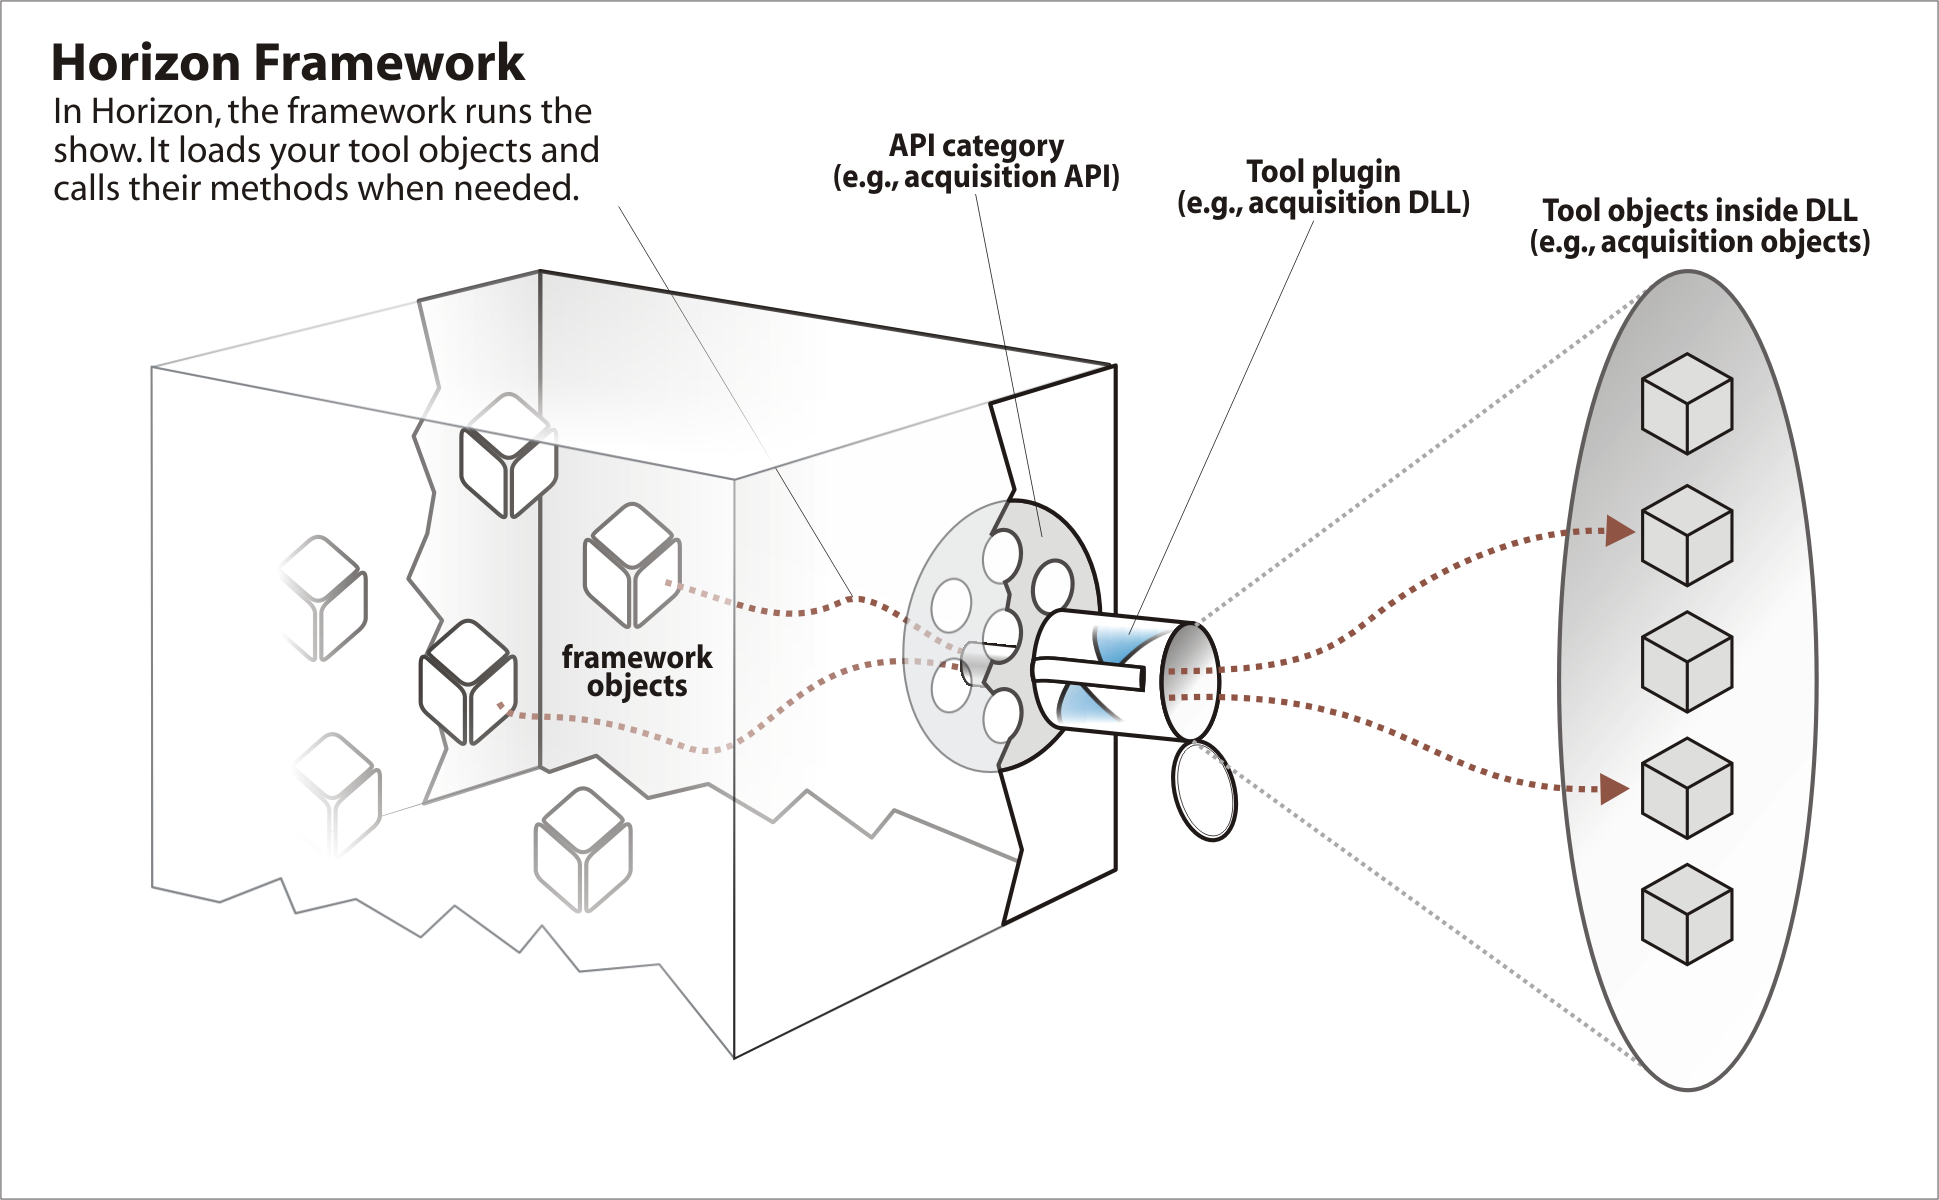 Horizon Framework
In Horizon, the framework runs the
show. It loads your tool objects and
calls their methods when needed.
API category
(e.g., acquisition API)
Tool plugin
(e.g., acquisition DLL)
Tool objects inside DLL
(e.g., acquisition objects)
framework
objects